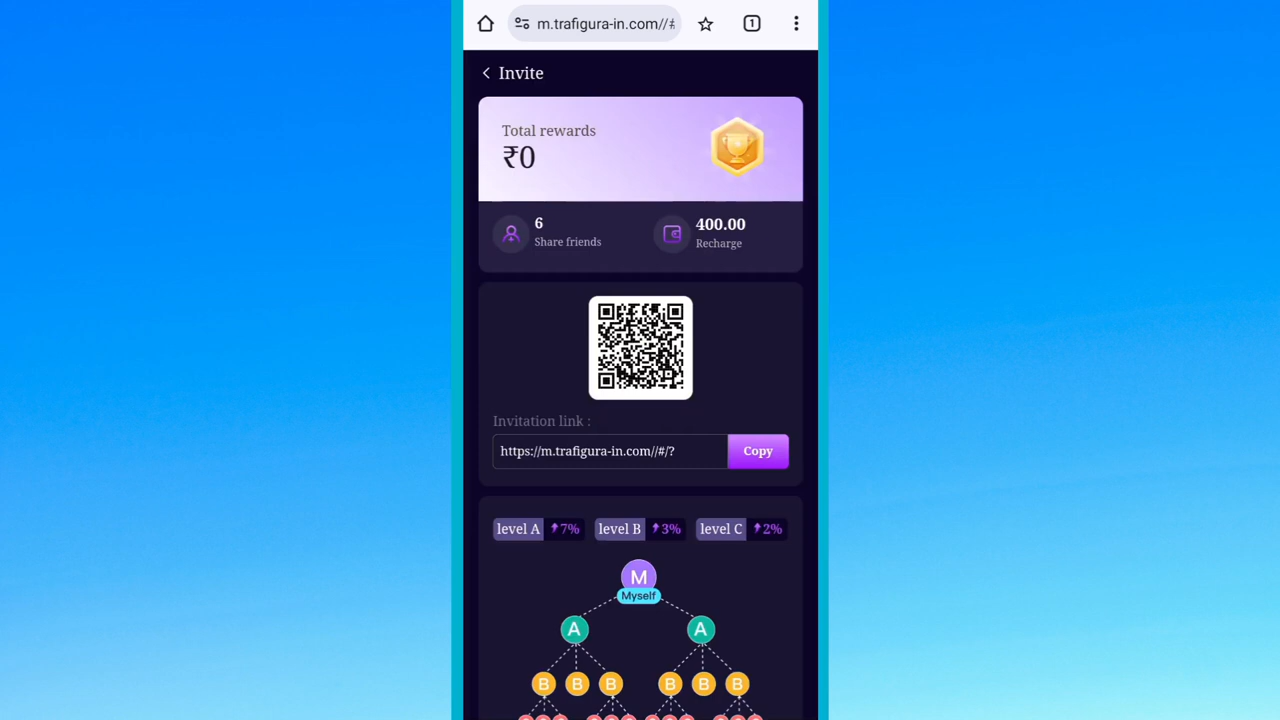 m.trafigura-in.com//#
1
Invite
Total rewards
₹0
6
Share friends
400.00
Recharge
Invitation link :
https://m.trafigura-in.com//#/?
Copy
level A 7%
level B 3%
level C 2%
M
Myself
A A
B B B B B B